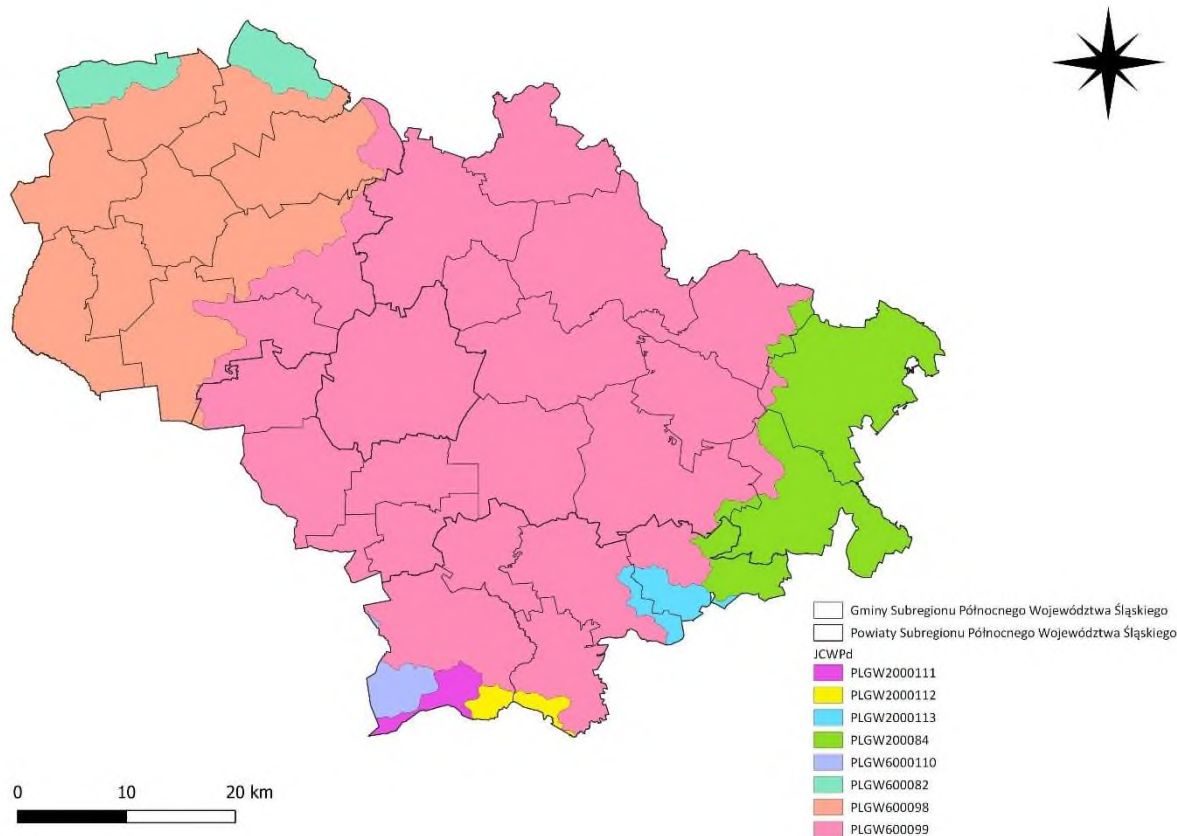 Gminy Subregionu Północnego Województwa Śląskiego
Powiaty Subregionu Północnego Województwa Śląskiego
JCWPd
PLGW2000111
PLGW2000112
PLGW2000113
PLGW200084
PLGW6000110
PLGW600082
PLGW600098
PLGW600099
0 10 20 km